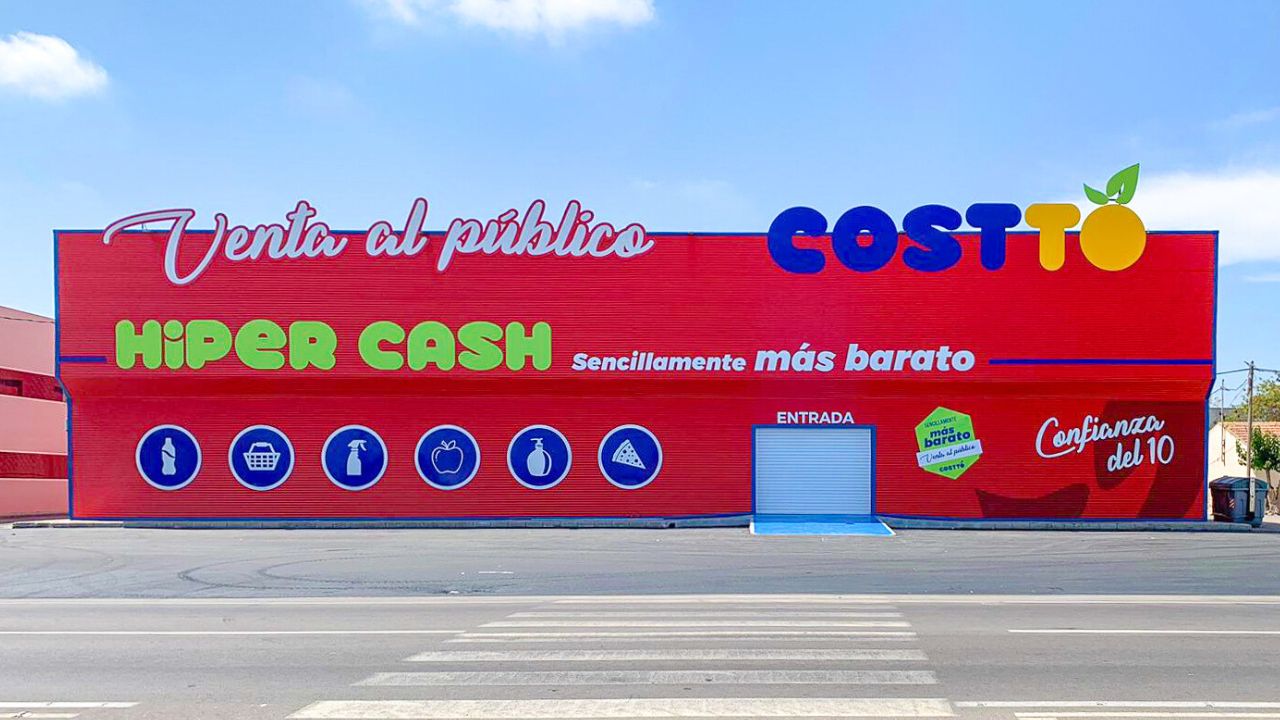 Venta al público
COSTTO
HiPER CASH
Sencillamente más barato
ENTRADA
SENCILLAMENTE
más
barato
Venta al público
COSTTO
Confianza
del 10